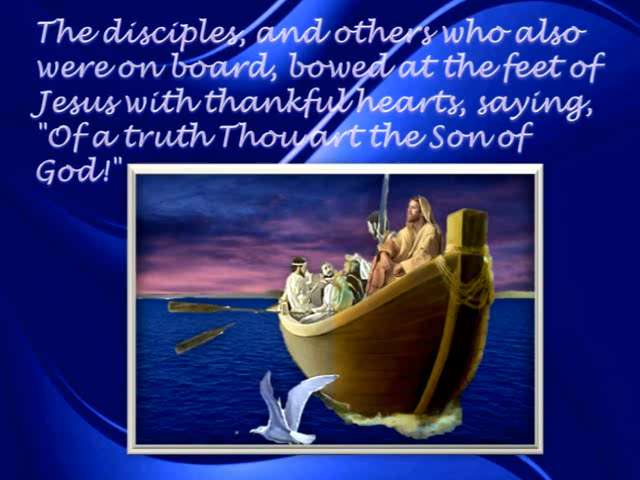 The disciples, and others who also
were on board, bowed at the feet of
Jesus with thankful hearts, saying,
"Of a truth Thou art the Son of
God!"